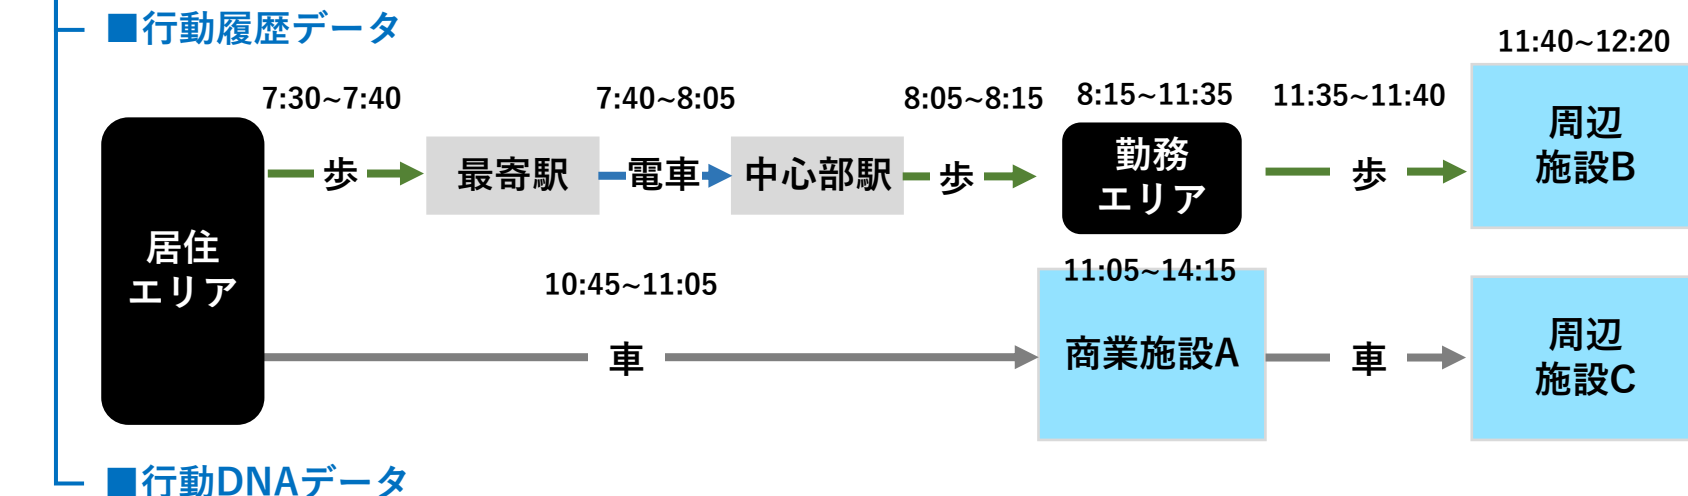 ■行動履歴データ
11:40~12:20
7:30~7:40
7:40~8:05
8:05~8:15
8:15~11:35
11:35~11:40
居住
エリア
歩
最寄駅
電車
中心部駅
歩
勤務
エリア
歩
周辺
施設B
10:45~11:05
車
11:05~14:15
商業施設A
車
周辺
施設C
■行動DNAデータ